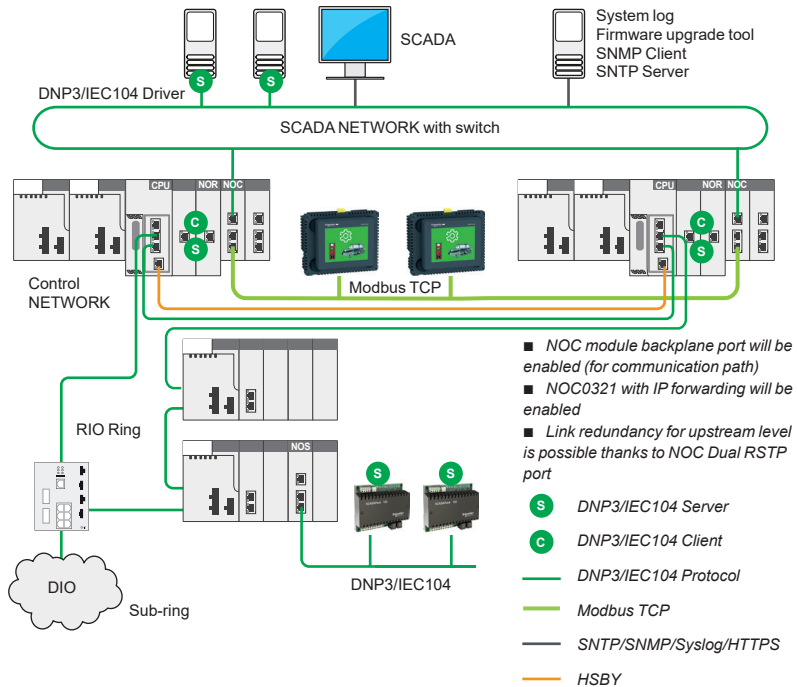 System log
Firmware upgrade tool
SNMP Client
SNTP Server
SCADA
S
S
DNP3/IEC104 Driver
SCADA NETWORK with switch
CPU
NOR
NOC
CPU
NOR
NOC
C
S
C
S
Control
NETWORK
Modbus TCP
■ NOC module backplane port will be
enabled (for communication path)
■ NOC0321 with IP forwarding will be
enabled
■ Link redundancy for upstream level
is possible thanks to NOC Dual RSTP
port
RIO Ring
NOS
S
S
DNP3/IEC104
DIO
Sub-ring
S DNP3/IEC104 Server
C DNP3/IEC104 Client
DNP3/IEC104 Protocol
Modbus TCP
SNTP/SNMP/Syslog/HTTPS
HSBY